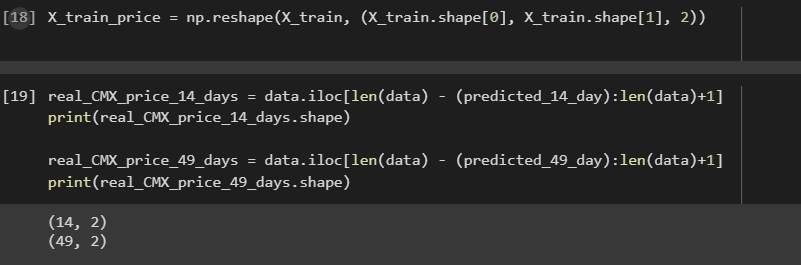 [18] X_train_price = np.reshape(X_train, (X_train.shape[0], X_train.shape[1], 2))
[19] real_CMX_price_14_days = data.iloc[len(data) - (predicted_14_day):len(data)+1]
print(real_CMX_price_14_days.shape)
real_CMX_price_49_days = data.iloc[len(data) - (predicted_49_day):len(data)+1]
print(real_CMX_price_49_days.shape)
(14, 2)
(49, 2)